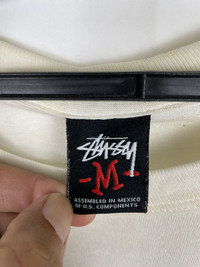 STUSSY
-M-
ASSEMBLED IN MEXICO
OF U.S. COMPONENTS